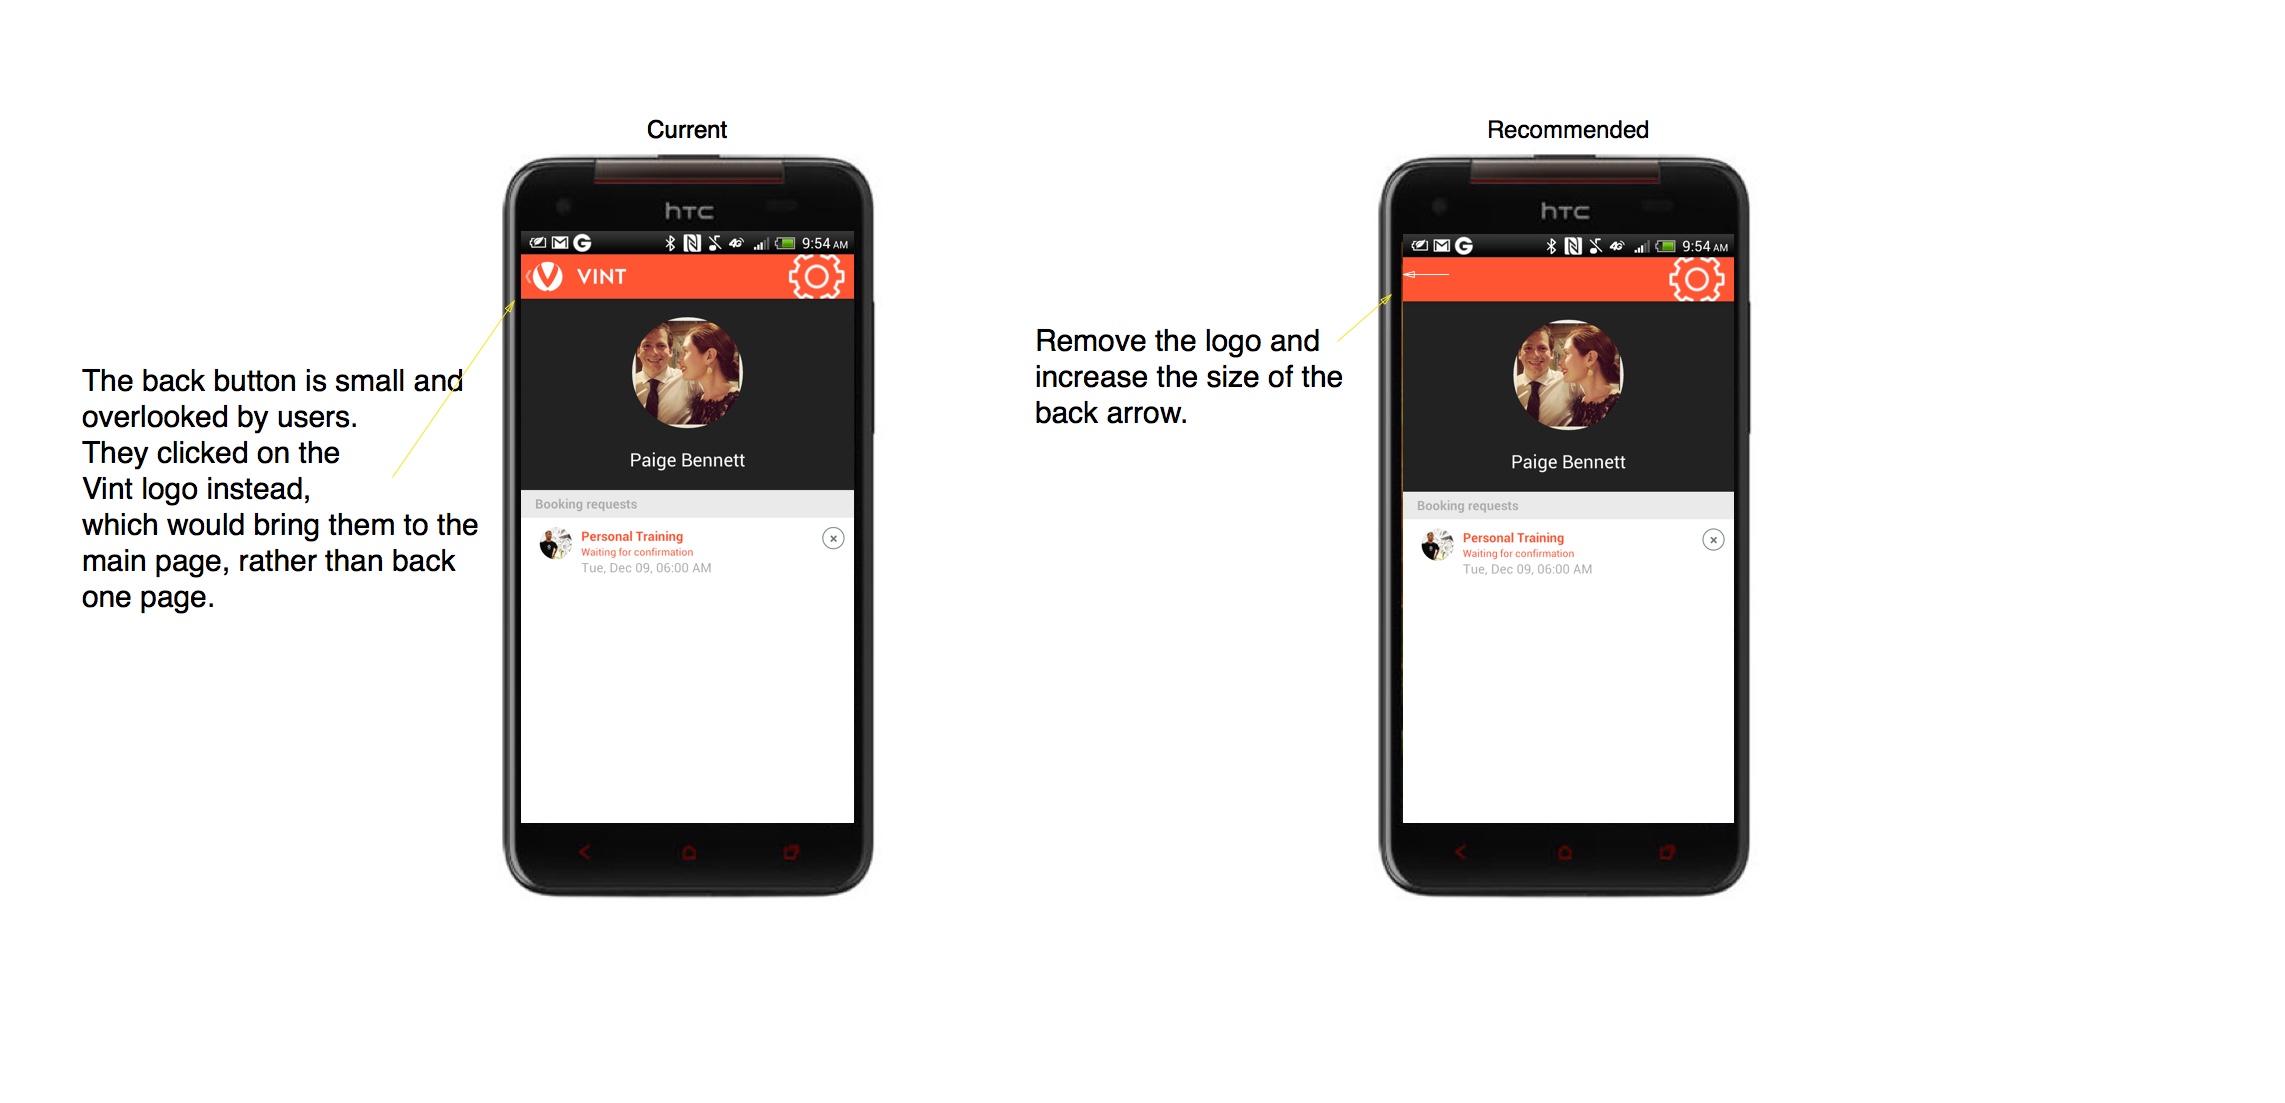 Current
Recommended
hTC
9:54 AM
VINT
The back button is small and
overlooked by users.
They clicked on the
Vint logo instead,
which would bring them to the
main page, rather than back
one page.
Paige Bennett
Booking requests
Personal Training
Waiting for confirmation
Tue, Dec 09, 06:00 AM
hTC
9:54 AM
Remove the logo and
increase the size of the
back arrow.
Paige Bennett
Booking requests
Personal Training
Waiting for confirmation
Tue, Dec 09, 06:00 AM